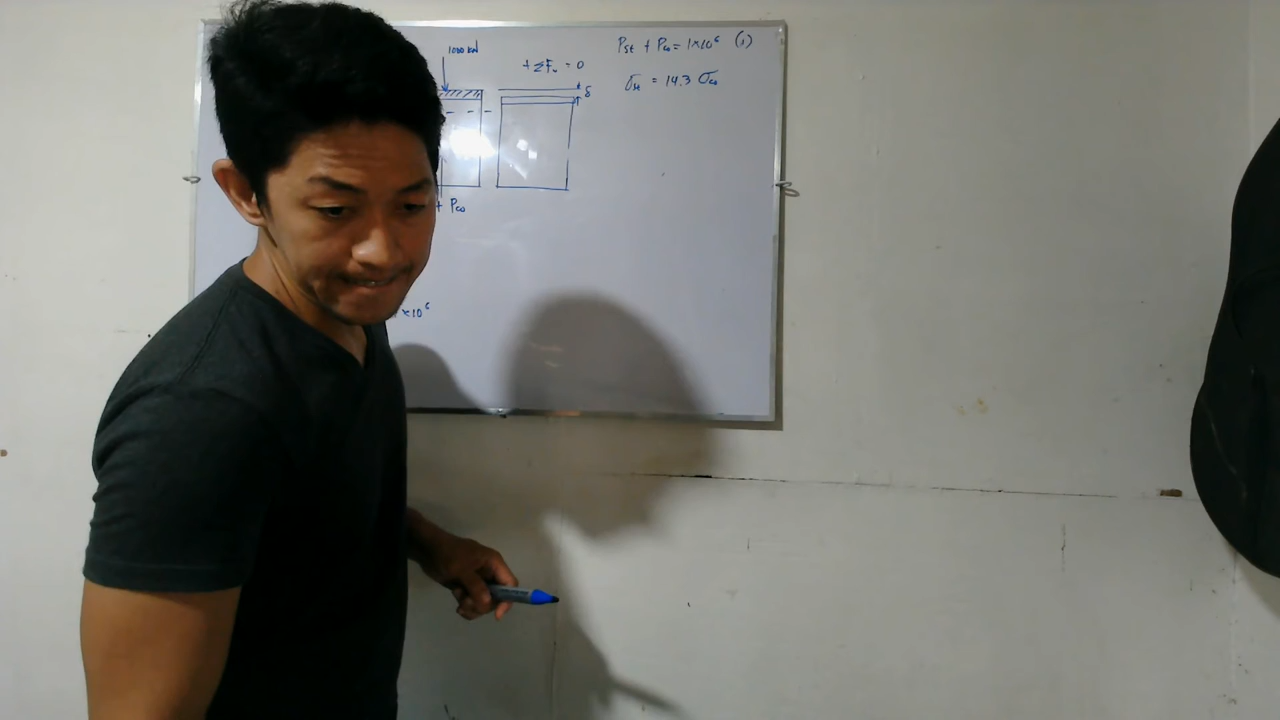 1000 kN
+ΣFᵥ = 0
δ
+ Pco
×10⁶
Pst + Pco = 1×10⁶ (1)
σst = 14.3 σco